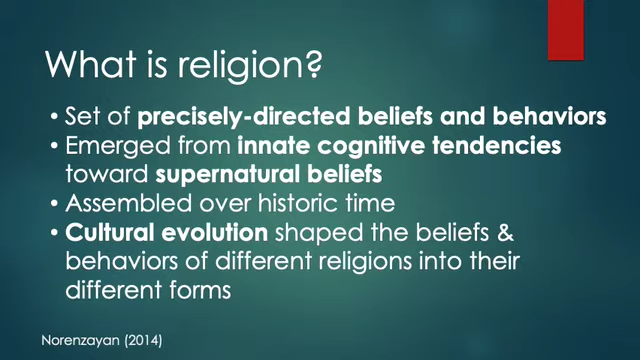 What is religion?
• Set of precisely-directed beliefs and behaviors
• Emerged from innate cognitive tendencies
toward supernatural beliefs
• Assembled over historic time
• Cultural evolution shaped the beliefs &
behaviors of different religions into their
different forms
Norenzayan (2014)